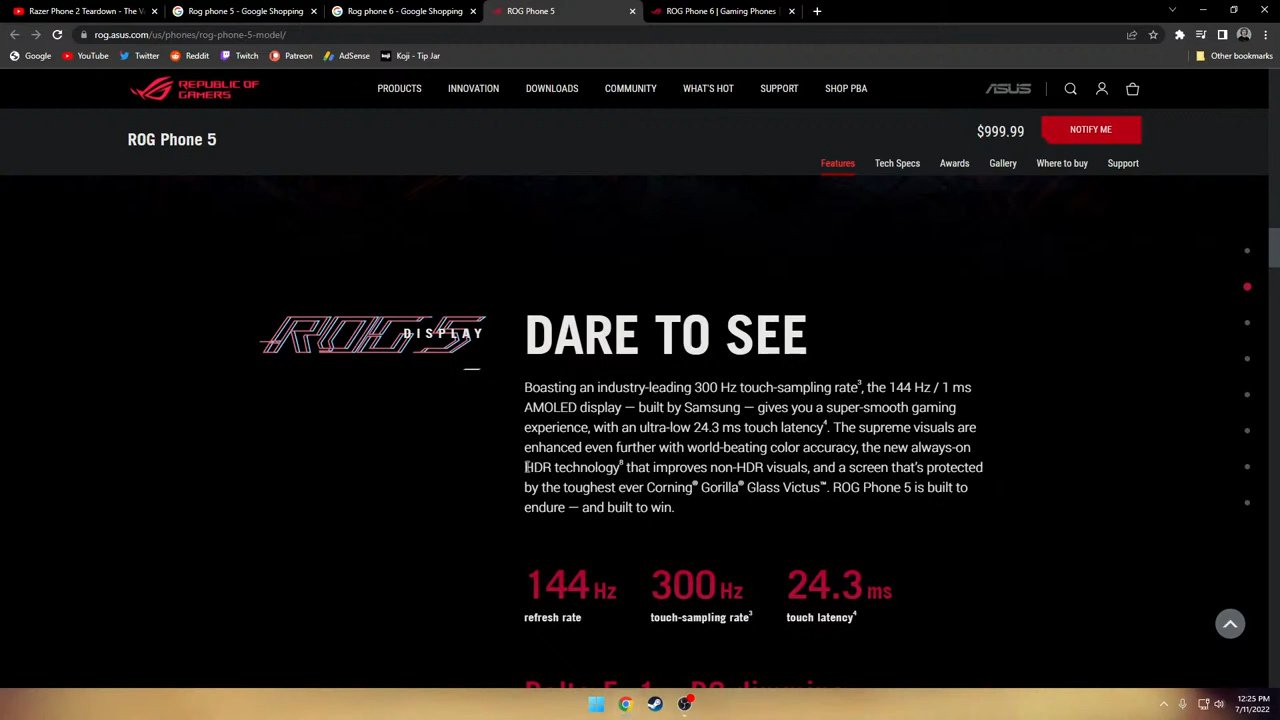 Razer Phone 2 Teardown - The V
Rog phone 5 - Google Shopping
Rog phone 6 - Google Shopping
ROG Phone 5
ROG Phone 6 | Gaming Phones
rog.asus.com/us/phones/rog-phone-5-model/
Google YouTube Twitter Reddit Twitch Patreon AdSense Koji - Tip Jar Other bookmarks
REPUBLIC OF
GAMERS
PRODUCTS INNOVATION DOWNLOADS COMMUNITY WHAT'S HOT SUPPORT SHOP PBA
ASUS
ROG Phone 5
$999.99 NOTIFY ME
Features Tech Specs Awards Gallery Where to buy Support
ROG 5
DISPLAY
DARE TO SEE
Boasting an industry-leading 300 Hz touch-sampling rate³, the 144 Hz / 1 ms
AMOLED display — built by Samsung — gives you a super-smooth gaming
experience, with an ultra-low 24.3 ms touch latency⁴. The supreme visuals are
enhanced even further with world-beating color accuracy, the new always-on
HDR technology⁸ that improves non-HDR visuals, and a screen that's protected
by the toughest ever Corning® Gorilla® Glass Victus™. ROG Phone 5 is built to
endure — and built to win.
144 Hz 300 Hz 24.3 ms
refresh rate touch-sampling rate³ touch latency⁴
12:25 PM
7/11/2022